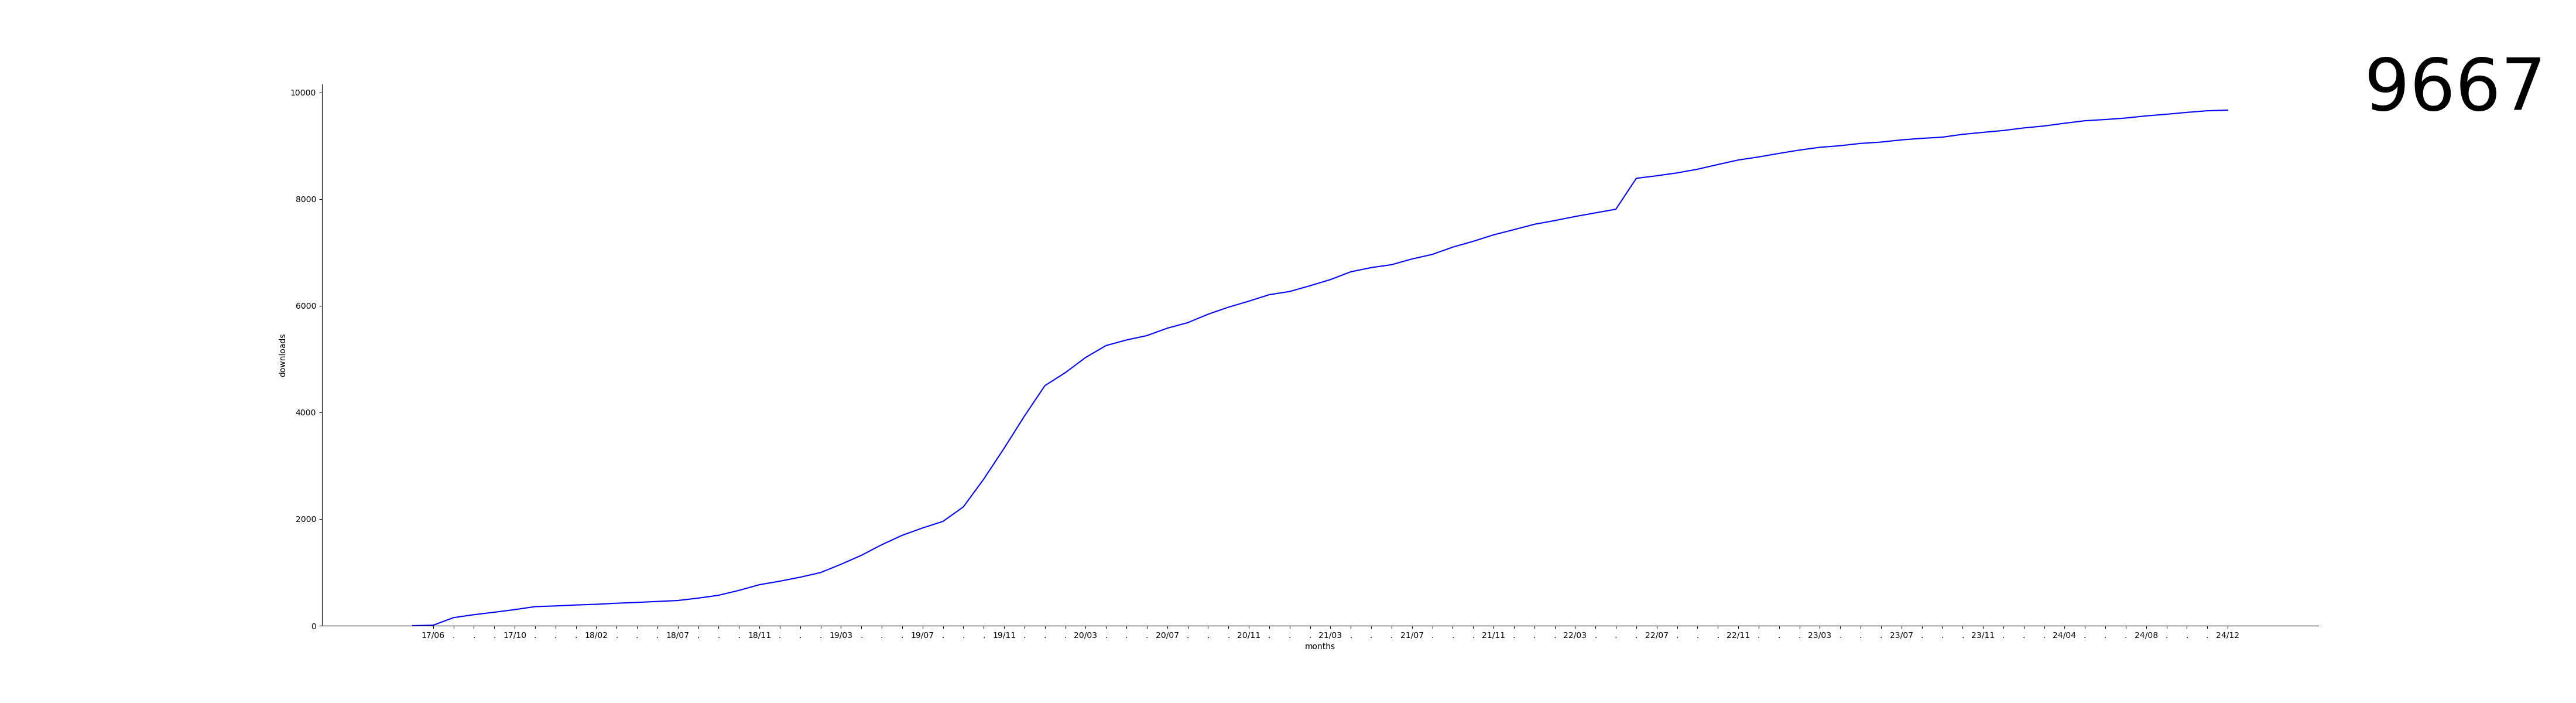 9667
10000
8000
6000
4000
2000
0
downloads
17/06 . . . 17/10 . . . 18/02 . . . 18/07 . . . 18/11 . . . 19/03 . . . 19/07 . . . 19/11 . . . 20/03 . . . 20/07 . . . 20/11 . . . 21/03 . . . 21/07 . . . 21/11 . . . 22/03 . . . 22/07 . . . 22/11 . . . 23/03 . . . 23/07 . . . 23/11 . . . 24/04 . . . 24/08 . . . 24/12
months